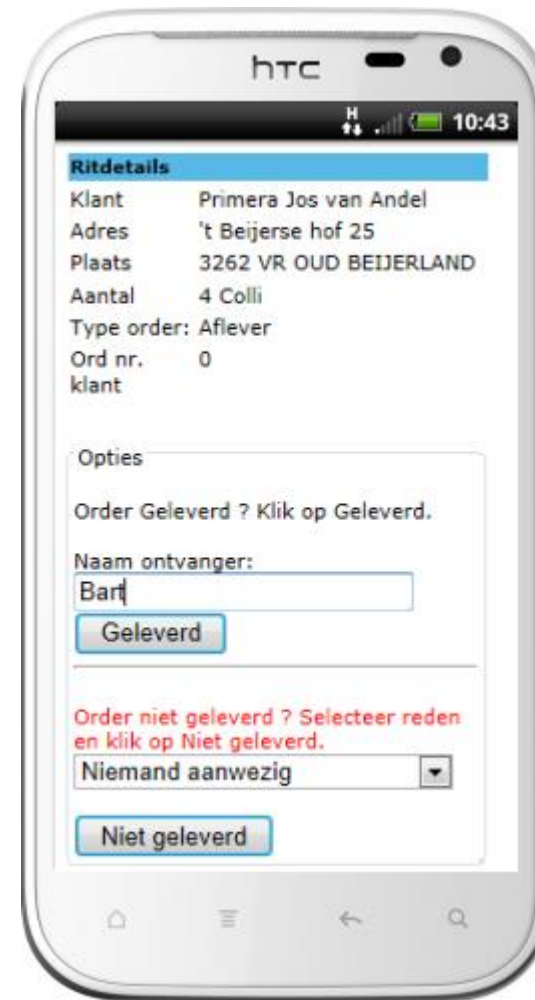 hTC
H 10:43
Ritdetails
Klant Primera Jos van Andel
Adres 't Beijerse hof 25
Plaats 3262 VR OUD BEIJERLAND
Aantal 4 Colli
Type order: Aflever
Ord nr. 0
klant
Opties
Order Geleverd ? Klik op Geleverd.
Naam ontvanger:
Bart
Geleverd
Order niet geleverd ? Selecteer reden
en klik op Niet geleverd.
Niemand aanwezig
Niet geleverd